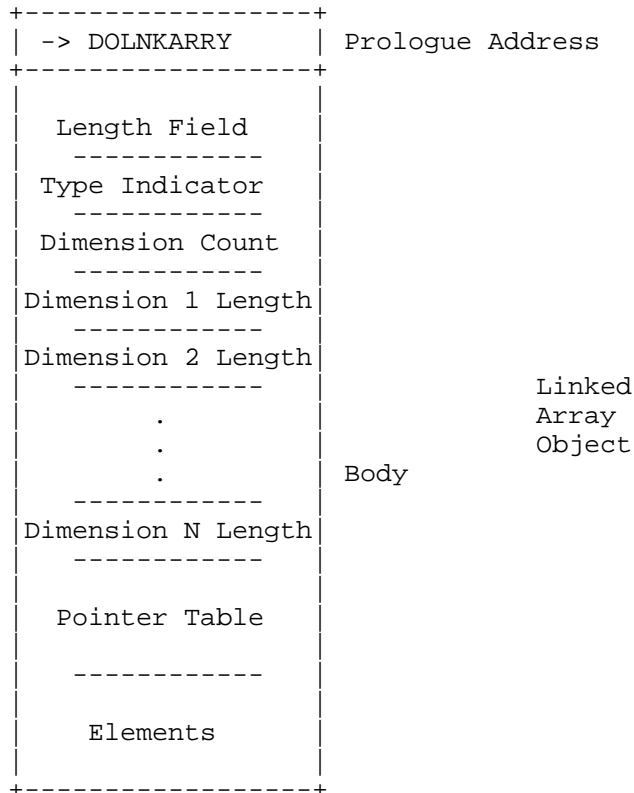 -> DOLNKARRY Prologue Address
Length Field
Type Indicator
Dimension Count
Dimension 1 Length
Dimension 2 Length
Linked
. Array
. Object
. Body
Dimension N Length
Pointer Table
Elements